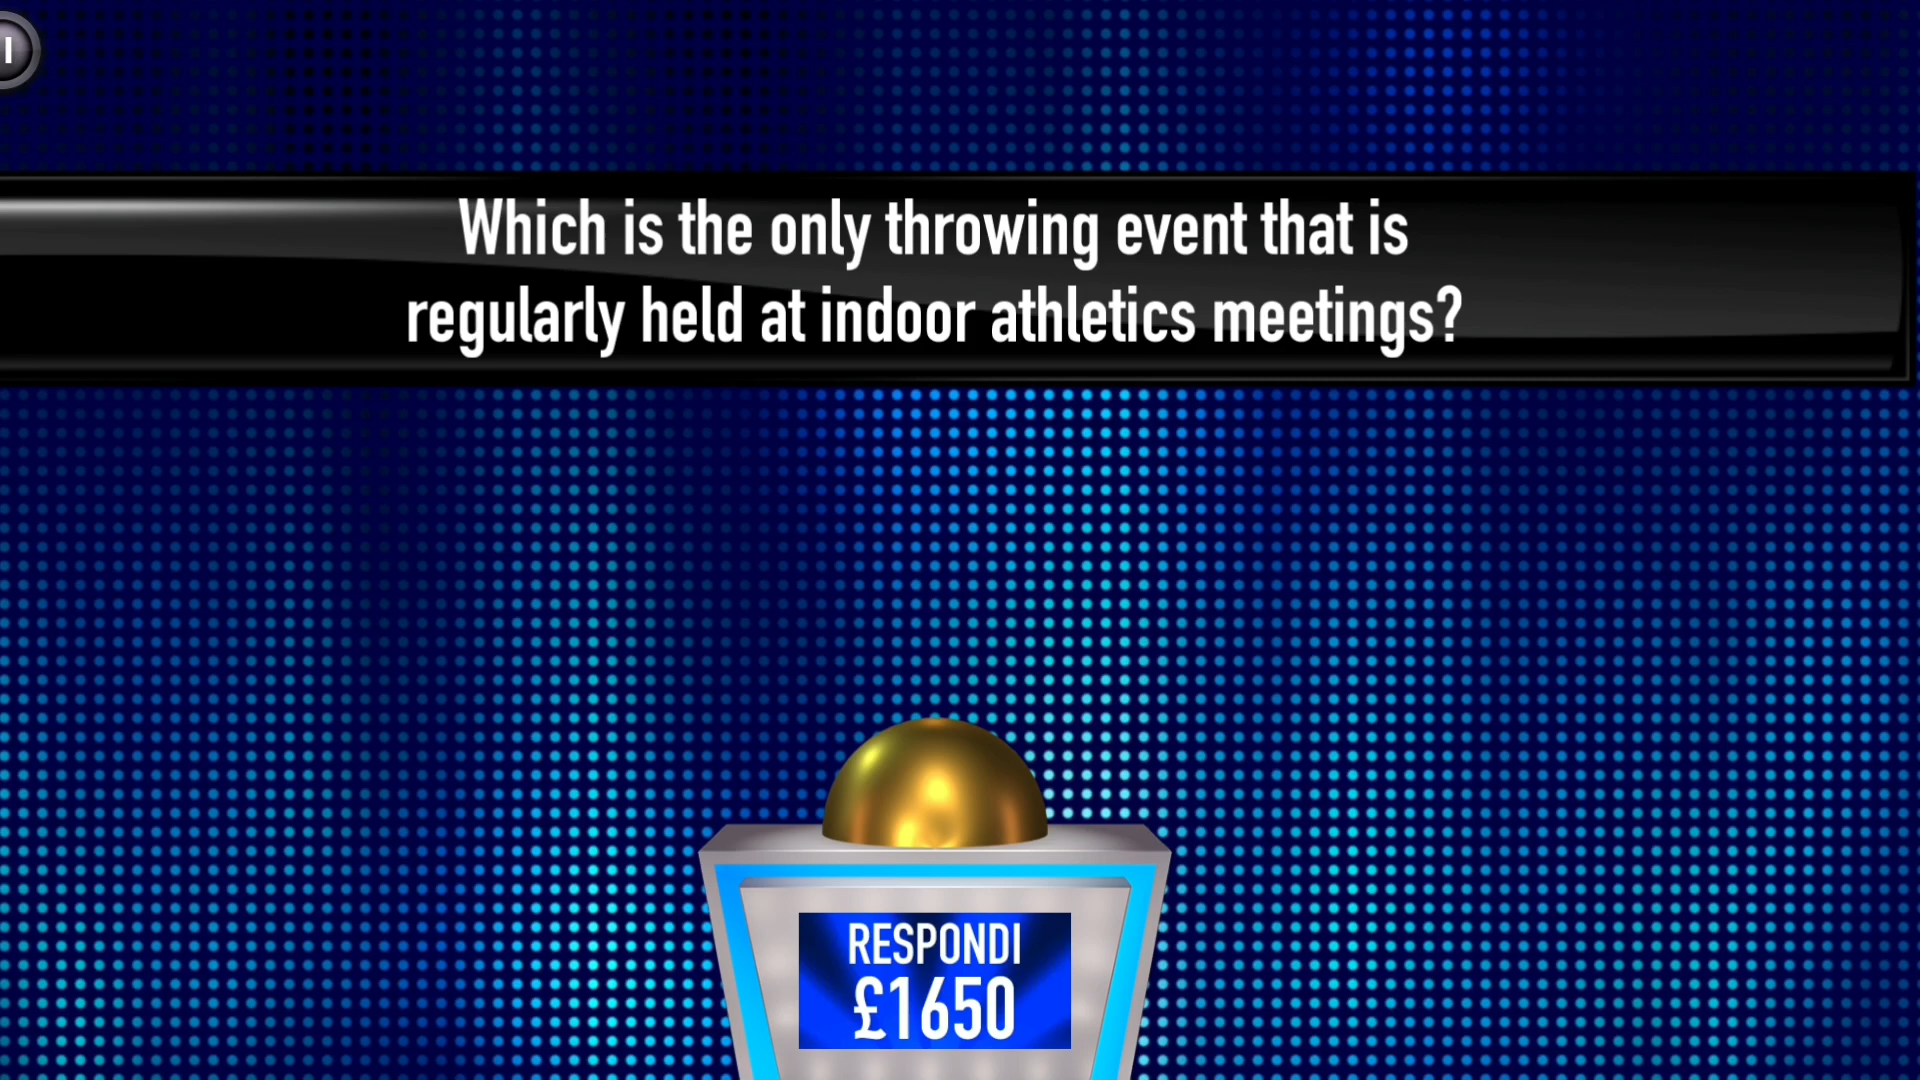 Which is the only throwing event that is
regularly held at indoor athletics meetings?
RESPONDI
£1650